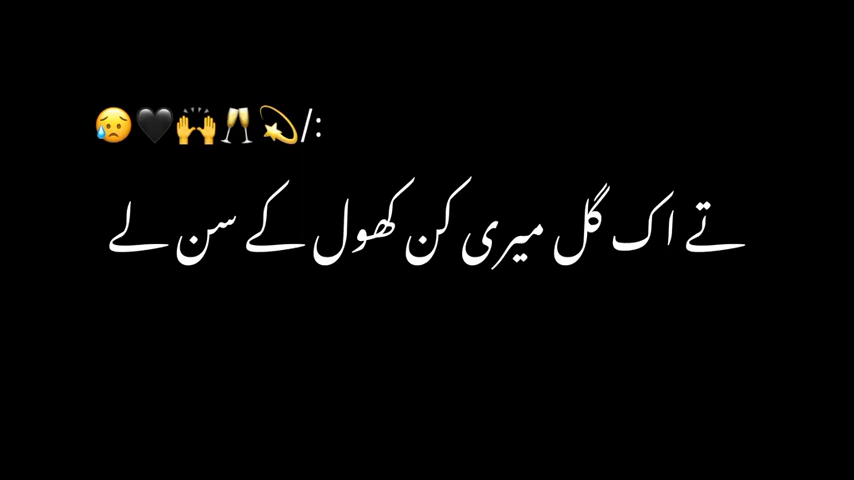 😥🖤🙌🥂💫/:
تے اک گل میری کن کھول کے سن لے